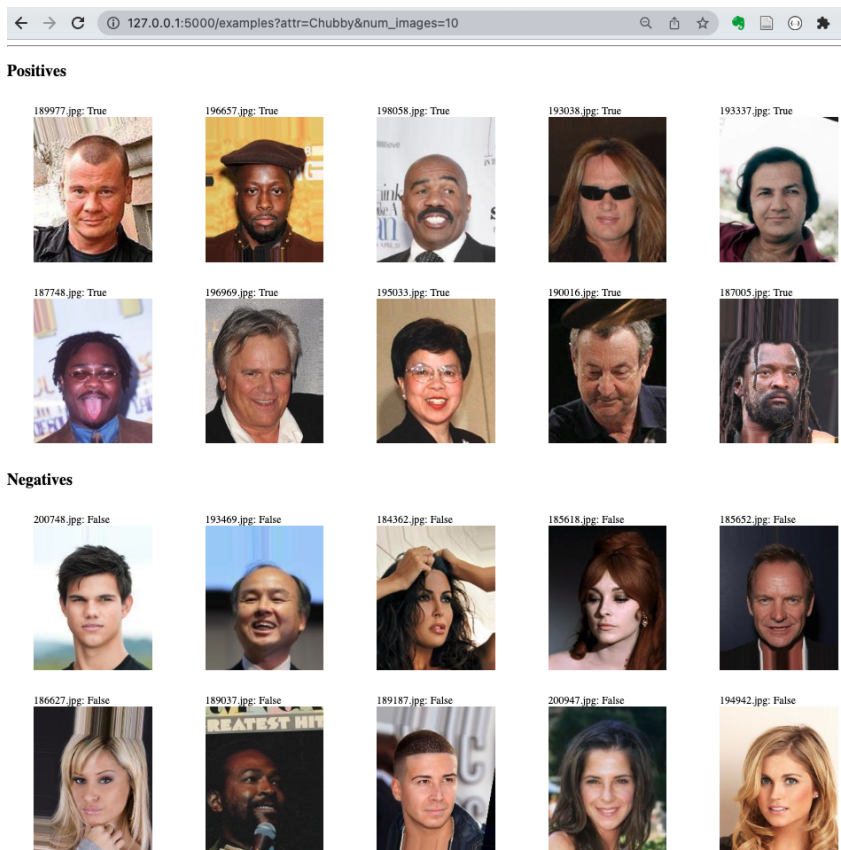 127.0.0.1:5000/examples?attr=Chubby&num_images=10
Positives
189977.jpg: True 196657.jpg: True 198058.jpg: True 193038.jpg: True 193337.jpg: True
187748.jpg: True 196969.jpg: True 195033.jpg: True 190016.jpg: True 187005.jpg: True
Negatives
200748.jpg: False 193469.jpg: False 184362.jpg: False 185618.jpg: False 185652.jpg: False
186627.jpg: False 189037.jpg: False 189187.jpg: False 200947.jpg: False 194942.jpg: False
REATEST HIT